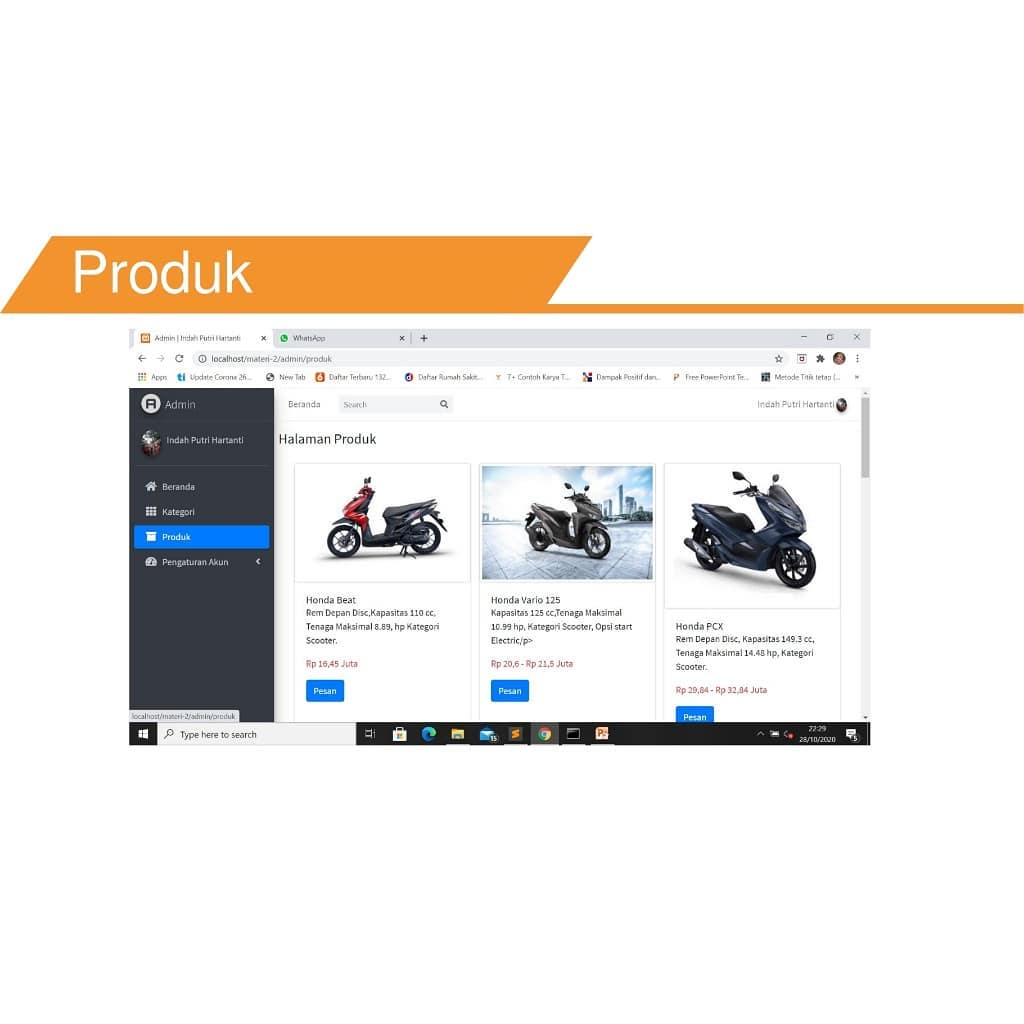 Produk
Admin | Indah Putri Hartanti
WhatsApp
localhost/materi-2/admin/produk
Apps
Update Corona 26...
New Tab
Daftar Terbaru 132...
Daftar Rumah Sakit...
7+ Contoh Karya T...
Dampak Positif dan...
Free PowerPoint Te...
Metode Titik tetap (...
»
Admin
Beranda
Search
Indah Putri Hartanti
Indah Putri Hartanti
Halaman Produk
Beranda
Kategori
Produk
Pengaturan Akun
Honda Beat
Rem Depan Disc,Kapasitas 110 cc,
Tenaga Maksimal 8.89, hp Kategori
Scooter.
Rp 16,45 Juta
Pesan
Honda Vario 125
Kapasitas 125 cc,Tenaga Maksimal
10.99 hp, Kategori Scooter, Opsi start
Electric/p>
Rp 20,6 - Rp 21,5 Juta
Pesan
Honda PCX
Rem Depan Disc, Kapasitas 149.3 cc,
Tenaga Maksimal 14.48 hp, Kategori
Scooter.
Rp 29,84 - Rp 32,84 Juta
Pesan
localhost/materi-2/admin/produk
Type here to search
15
22:29
28/10/2020
5